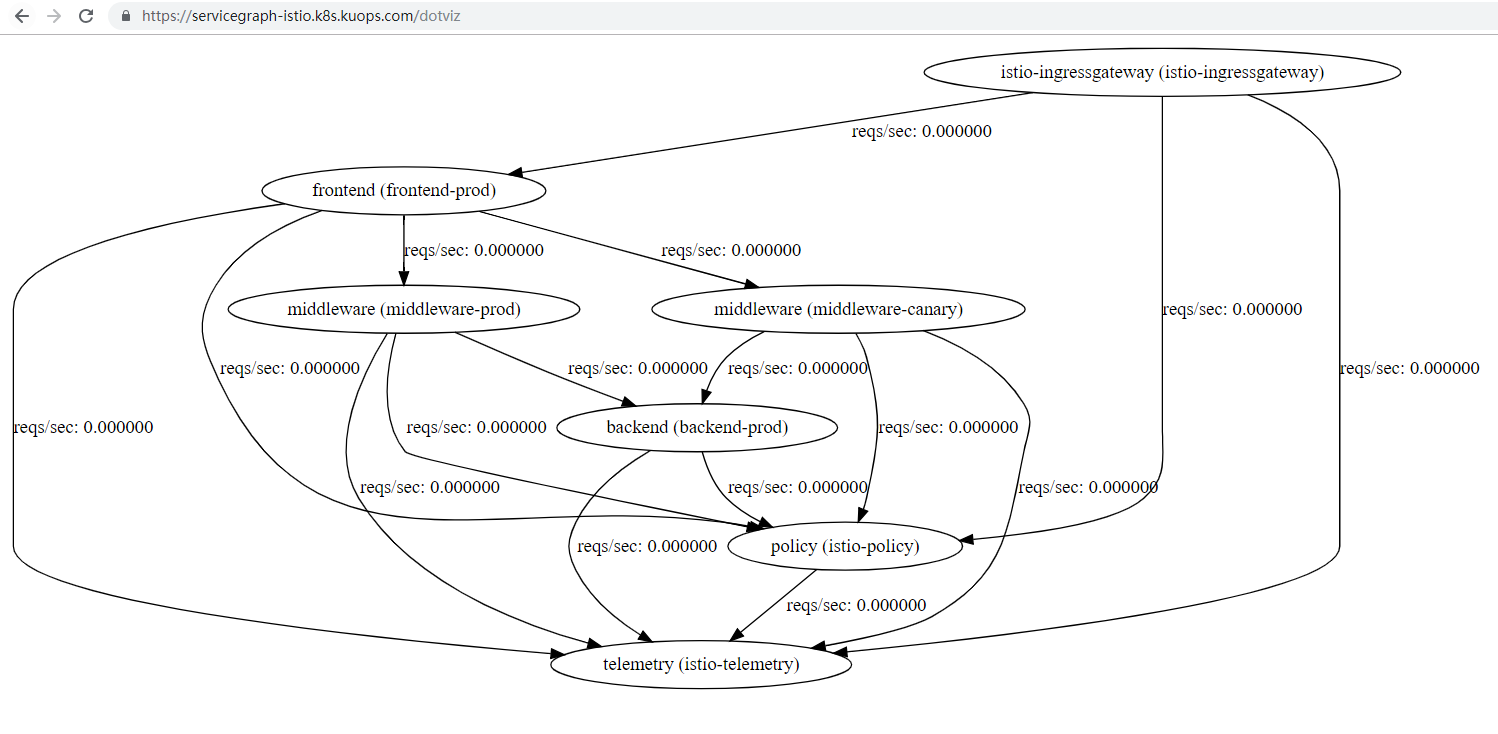 https://servicegraph-istio.k8s.kuops.com/dotviz
istio-ingressgateway (istio-ingressgateway)
reqs/sec: 0.000000
frontend (frontend-prod)
reqs/sec: 0.000000
reqs/sec: 0.000000
middleware (middleware-prod)
middleware (middleware-canary)
reqs/sec: 0.000000
reqs/sec: 0.000000
reqs/sec: 0.000000
reqs/sec: 0.000000
reqs/sec: 0.000000
reqs/sec: 0.000000
reqs/sec: 0.000000
backend (backend-prod)
reqs/sec: 0.000000
reqs/sec: 0.000000
reqs/sec: 0.000000
reqs/sec: 0.000000
reqs/sec: 0.000000
reqs/sec: 0.000000
policy (istio-policy)
reqs/sec: 0.000000
telemetry (istio-telemetry)